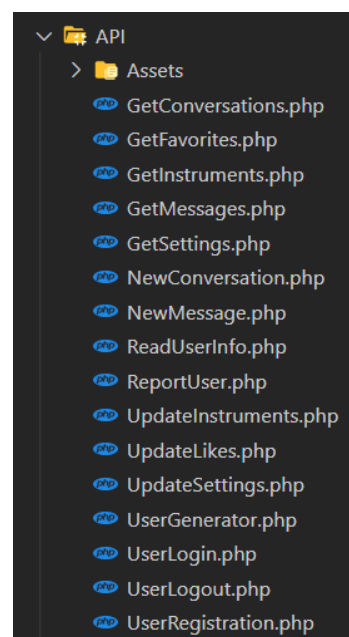 API
Assets
GetConversations.php
GetFavorites.php
GetInstruments.php
GetMessages.php
GetSettings.php
NewConversation.php
NewMessage.php
ReadUserInfo.php
ReportUser.php
UpdateInstruments.php
UpdateLikes.php
UpdateSettings.php
UserGenerator.php
UserLogin.php
UserLogout.php
UserRegistration.php